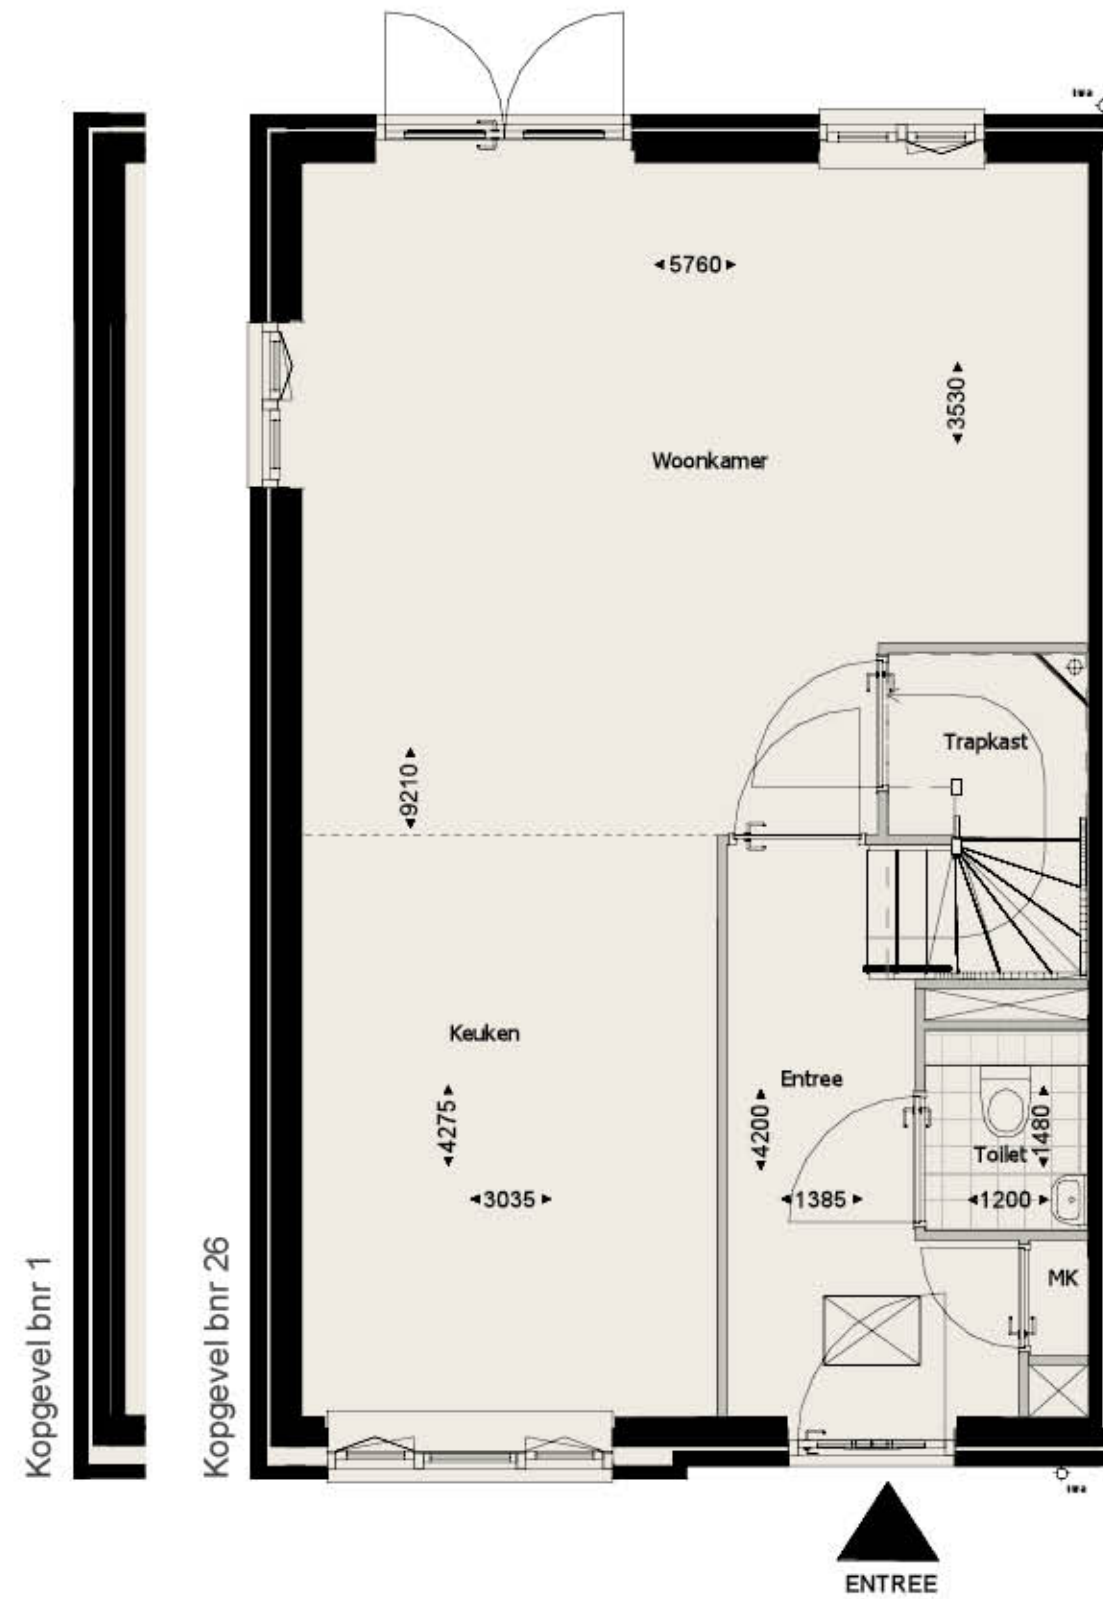 5760
3530
Woonkamer
Trapkast
9210
Keuken
Entree
4275
4200
1480
Toilet
3035
1385
1200
MK
Kopgevel bnr 1
Kopgevel bnr 26
ENTREE